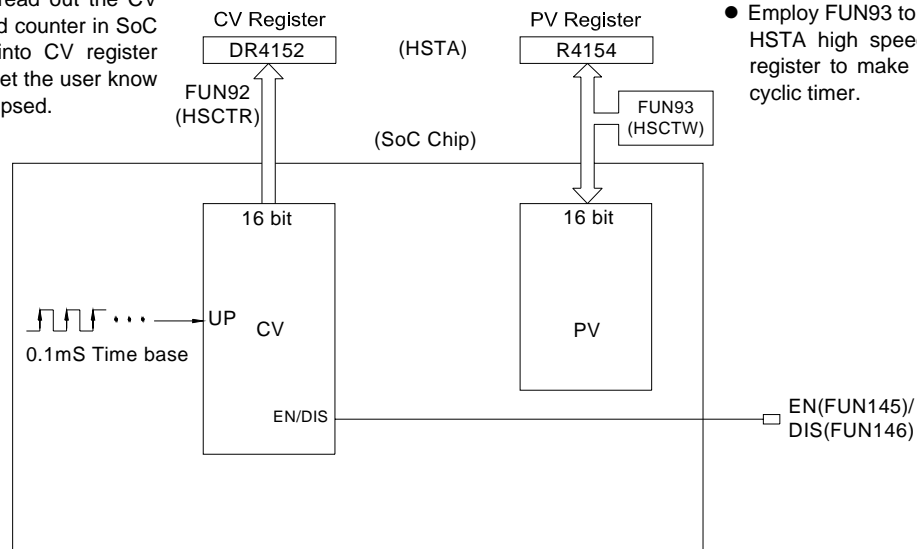 read out the CV
d counter in SoC
into CV register
et the user know
psed.
CV Register
DR4152
(HSTA)
PV Register
R4154
● Employ FUN93 to
HSTA high spee
register to make
cyclic timer.
FUN92
(HSCTR)
FUN93
(HSCTW)
(SoC Chip)
16 bit
16 bit
UP
CV
PV
0.1mS Time base
EN/DIS
EN(FUN145)/
DIS(FUN146)